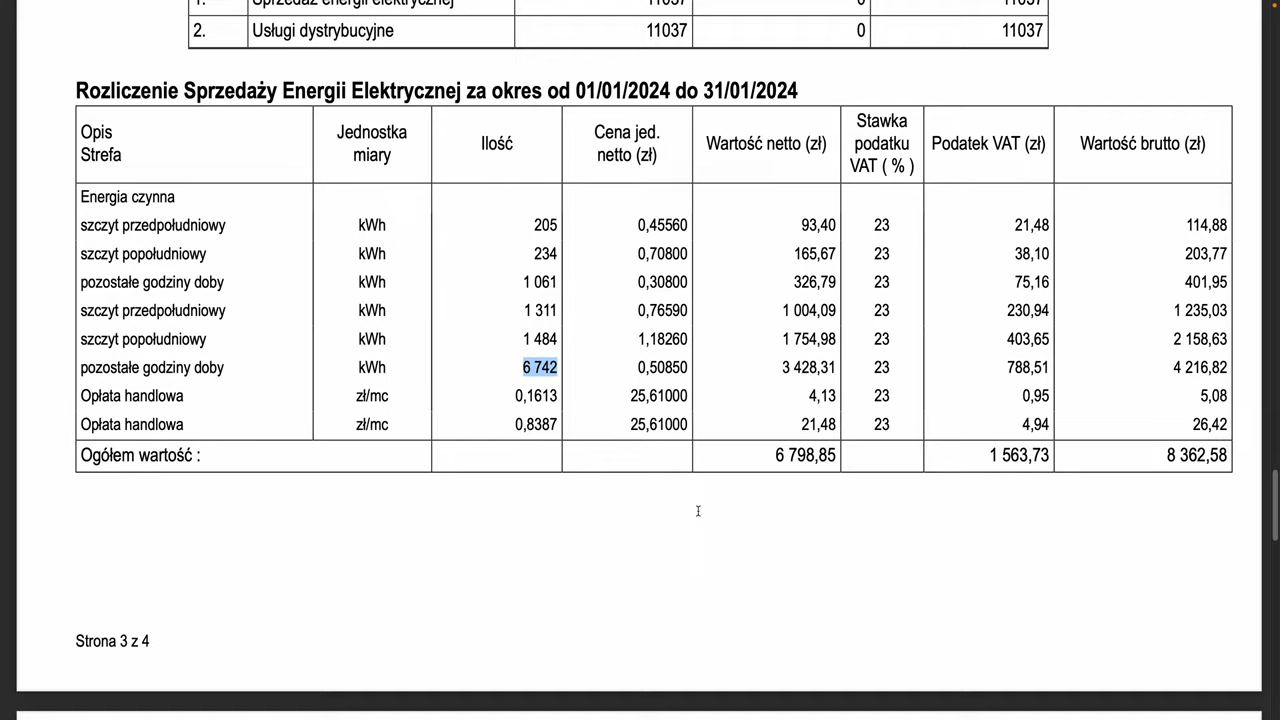 1. Sprzedaż energii elektrycznej 11037 0 11037
2. Usługi dystrybucyjne 11037 0 11037
Rozliczenie Sprzedaży Energii Elektrycznej za okres od 01/01/2024 do 31/01/2024
Opis Strefa Jednostka miary Ilość Cena jed. netto (zł) Wartość netto (zł) Stawka podatku VAT ( % ) Podatek VAT (zł) Wartość brutto (zł)
Energia czynna
szczyt przedpołudniowy kWh 205 0,45560 93,40 23 21,48 114,88
szczyt popołudniowy kWh 234 0,70800 165,67 23 38,10 203,77
pozostałe godziny doby kWh 1 061 0,30800 326,79 23 75,16 401,95
szczyt przedpołudniowy kWh 1 311 0,76590 1 004,09 23 230,94 1 235,03
szczyt popołudniowy kWh 1 484 1,18260 1 754,98 23 403,65 2 158,63
pozostałe godziny doby kWh 6 742 0,50850 3 428,31 23 788,51 4 216,82
Opłata handlowa zł/mc 0,1613 25,61000 4,13 23 0,95 5,08
Opłata handlowa zł/mc 0,8387 25,61000 21,48 23 4,94 26,42
Ogółem wartość : 6 798,85 1 563,73 8 362,58
Strona 3 z 4